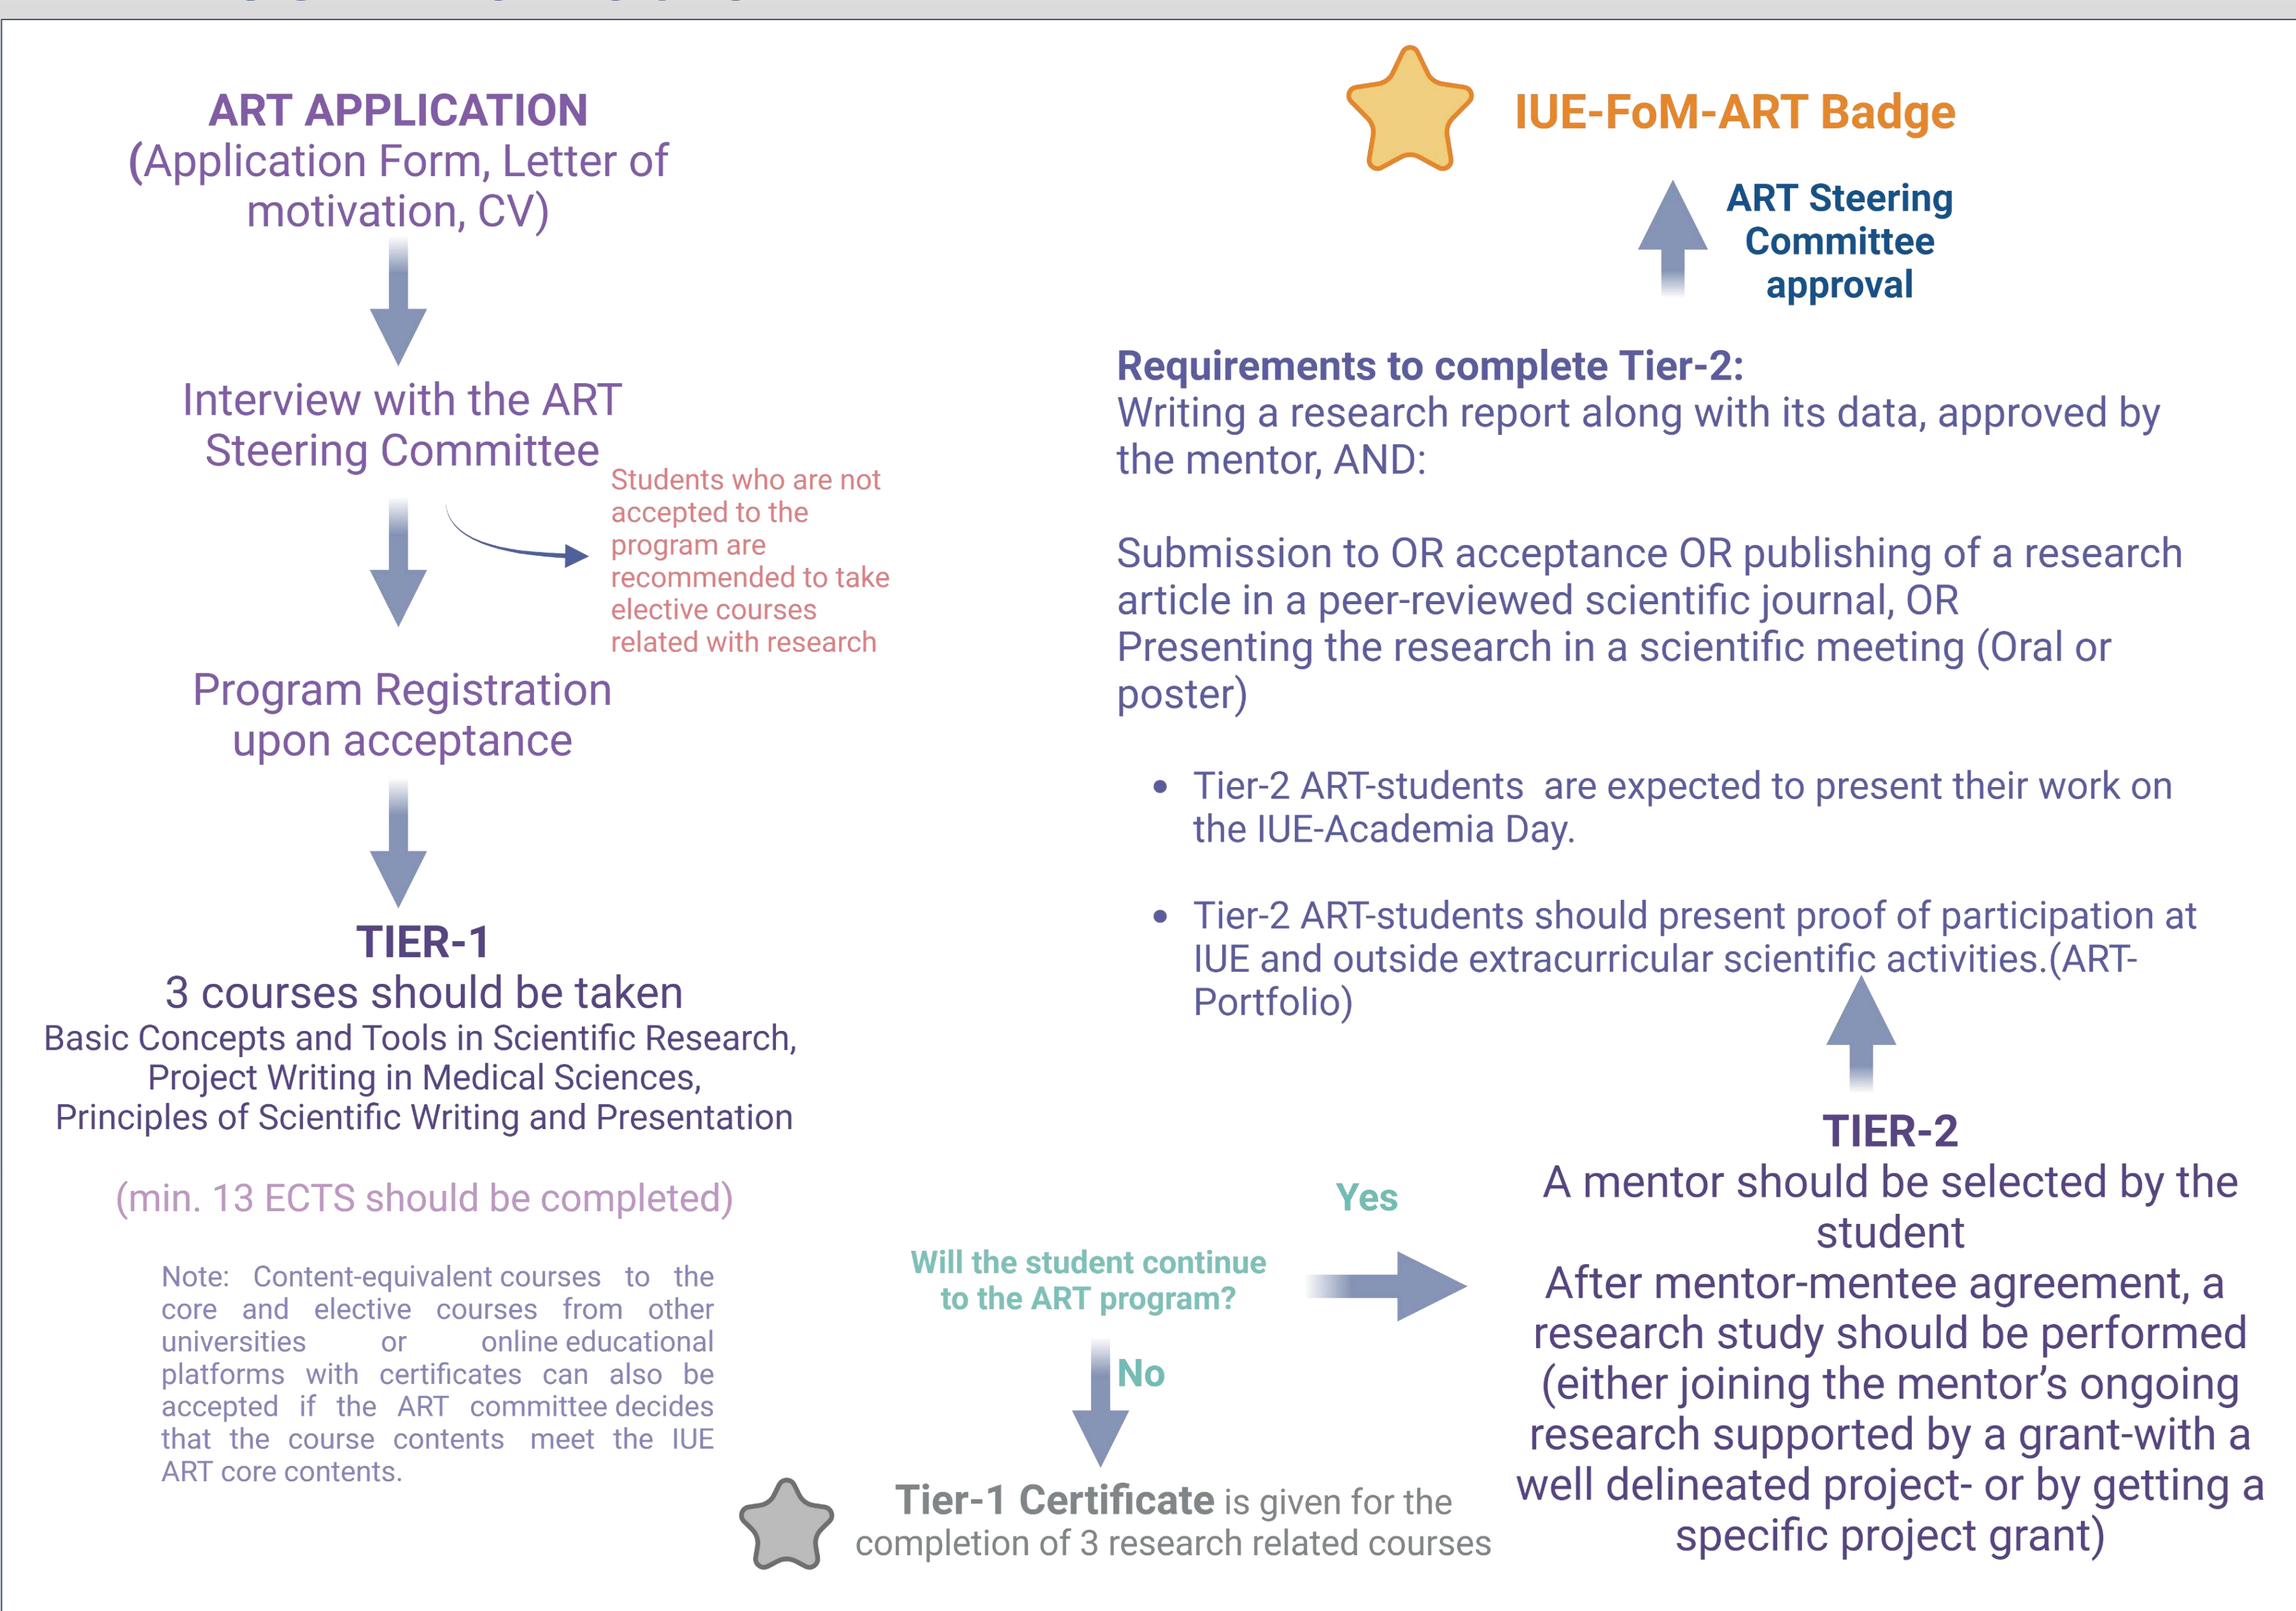 ART APPLICATION
(Application Form, Letter of
motivation, CV)
Interview with the ART
Steering Committee
Students who are not
accepted to the
program are
recommended to take
elective courses
related with research
Program Registration
upon acceptance
TIER-1
3 courses should be taken
Basic Concepts and Tools in Scientific Research,
Project Writing in Medical Sciences,
Principles of Scientific Writing and Presentation
(min. 13 ECTS should be completed)
Note: Content-equivalent courses to the
core and elective courses from other
universities or online educational
platforms with certificates can also be
accepted if the ART committee decides
that the course contents meet the IUE
ART core contents.
Will the student continue
to the ART program?
Yes
No
Tier-1 Certificate is given for the
completion of 3 research related courses
TIER-2
A mentor should be selected by the
student
After mentor-mentee agreement, a
research study should be performed
(either joining the mentor’s ongoing
research supported by a grant-with a
well delineated project- or by getting a
specific project grant)
Requirements to complete Tier-2:
Writing a research report along with its data, approved by
the mentor, AND:
Submission to OR acceptance OR publishing of a research
article in a peer-reviewed scientific journal, OR
Presenting the research in a scientific meeting (Oral or
poster)
• Tier-2 ART-students are expected to present their work on
the IUE-Academia Day.
• Tier-2 ART-students should present proof of participation at
IUE and outside extracurricular scientific activities.(ART-
Portfolio)
ART Steering
Committee
approval
IUE-FoM-ART Badge